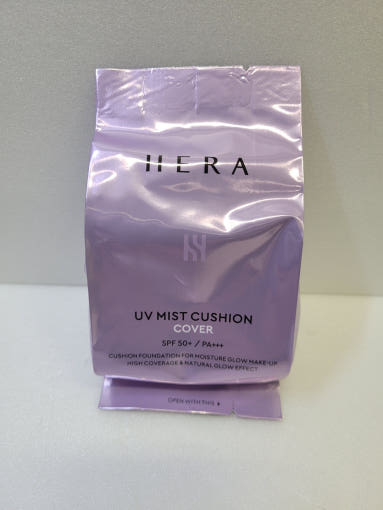 HERA
UV MIST CUSHION
COVER
SPF 50+ / PA+++
CUSHION FOUNDATION FOR MOISTURE GLOW MAKE-UP
HIGH COVERAGE & NATURAL GLOW EFFECT
OPEN WITH THIS